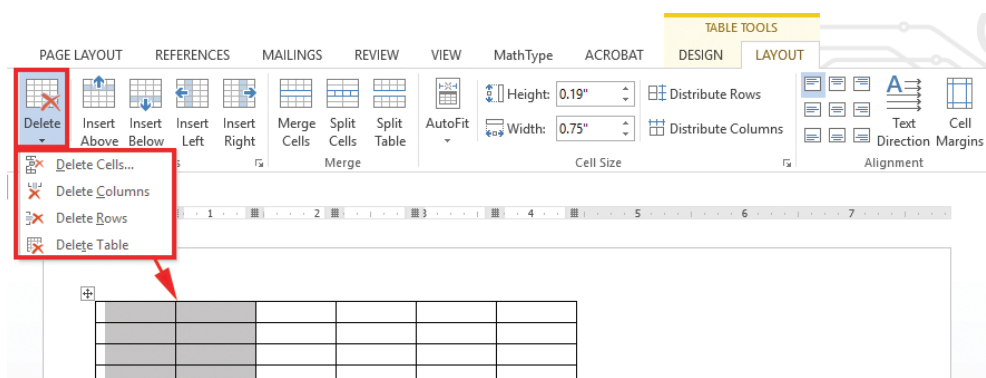 TABLE TOOLS
PAGE LAYOUT REFERENCES MAILINGS REVIEW VIEW MathType ACROBAT DESIGN LAYOUT
Delete Insert Above Insert Below Insert Left Insert Right Merge Cells Split Cells Split Table AutoFit Height: 0.19" Distribute Rows Text Direction Cell Margins
Width: 0.75" Distribute Columns
Merge Cell Size Alignment
Delete Cells...
Delete Columns
Delete Rows
Delete Table
1 2 3 4 5 6 7